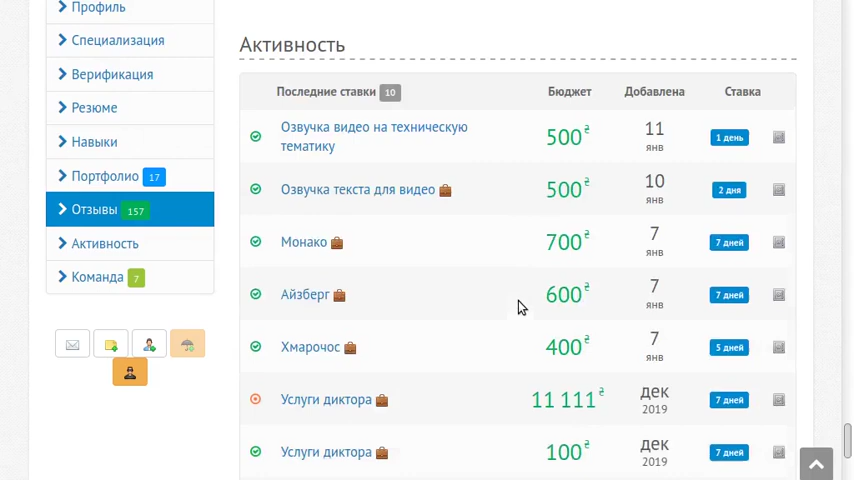 Профиль
Специализация
Верификация
Резюме
Навыки
Портфолио 17
Отзывы 157
Активность
Команда 7
Активность
Последние ставки 10 Бюджет Добавлена Ставка
Озвучка видео на техническую
тематику
500₴ 11 янв 1 день
Озвучка текста для видео 500₴ 10 янв 2 дня
Монако 700₴ 7 янв 7 дней
Айзберг 600₴ 7 янв 7 дней
Хмарочос 400₴ 7 янв 5 дней
Услуги диктора 11 111₴ дек 2019 7 дней
Услуги диктора 100₴ дек 2019 7 дней